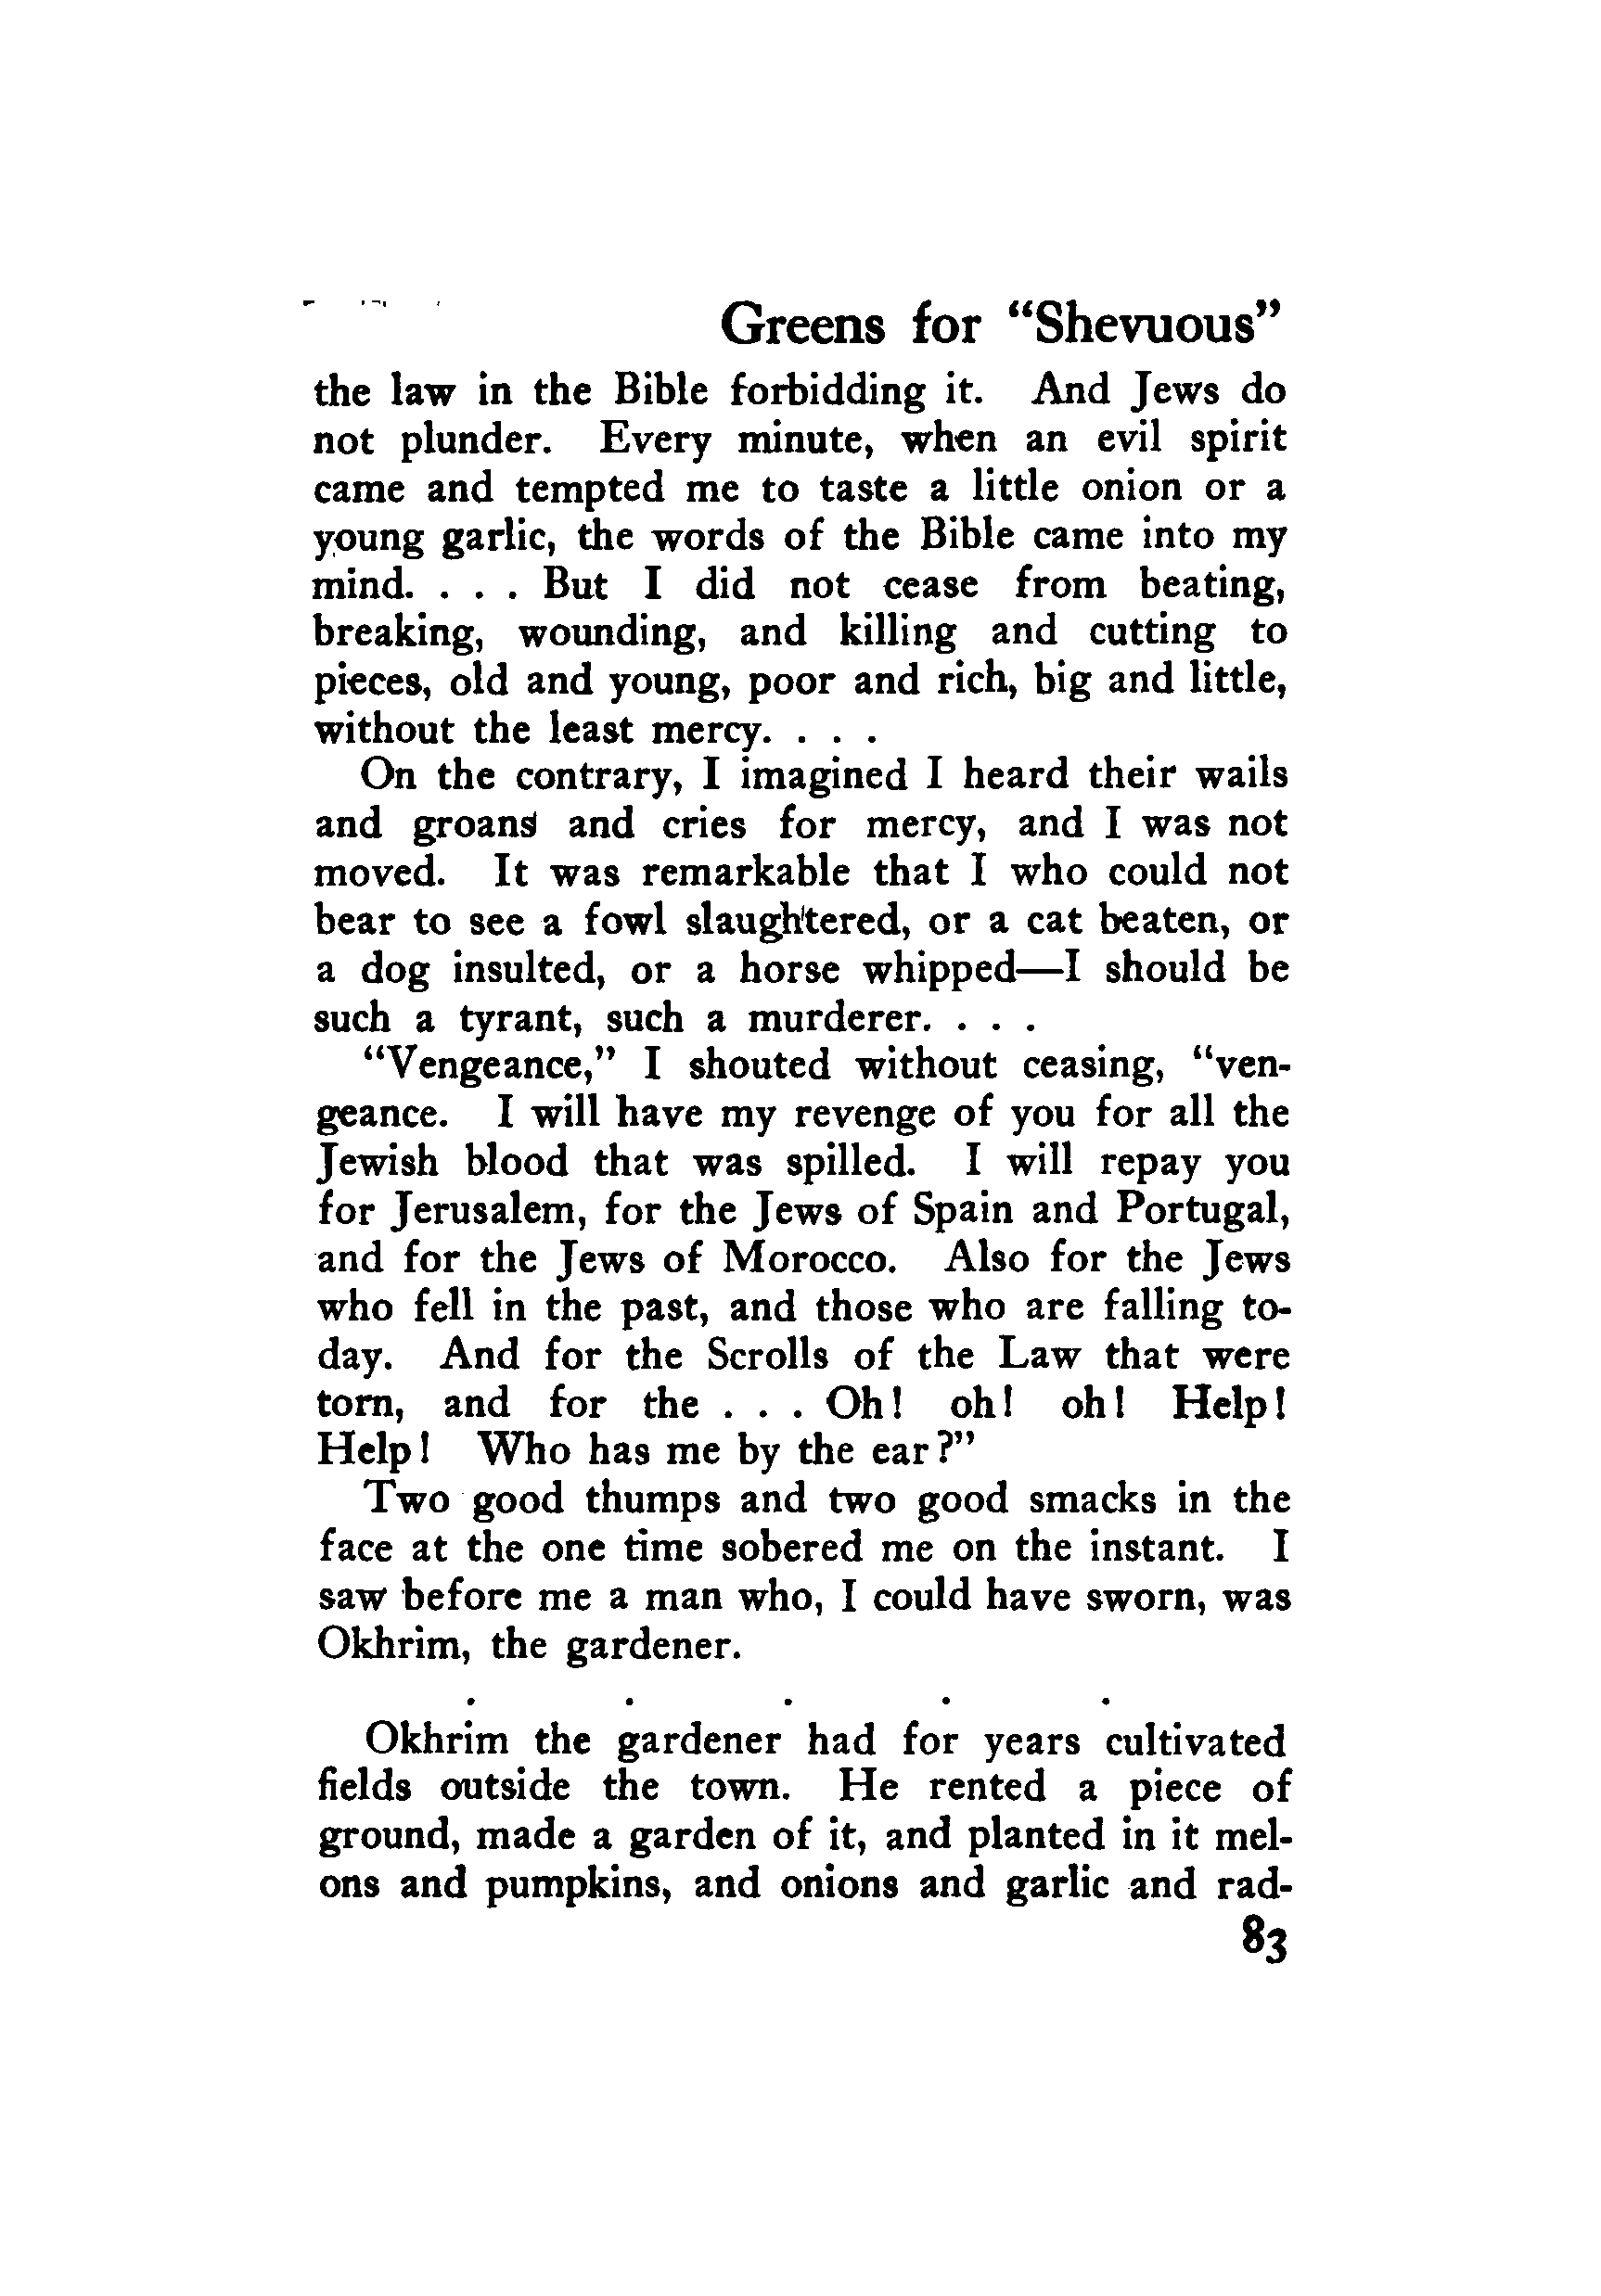 Greens for “Shevuous”
the law in the Bible forbidding it. And Jews do
not plunder. Every minute, when an evil spirit
came and tempted me to taste a little onion or a
young garlic, the words of the Bible came into my
mind. . . . But I did not cease from beating,
breaking, wounding, and killing and cutting to
pieces, old and young, poor and rich, big and little,
without the least mercy. . . .
On the contrary, I imagined I heard their wails
and groans and cries for mercy, and I was not
moved. It was remarkable that I who could not
bear to see a fowl slaughtered, or a cat beaten, or
a dog insulted, or a horse whipped—I should be
such a tyrant, such a murderer. . . .
“Vengeance,” I shouted without ceasing, “ven-
geance. I will have my revenge of you for all the
Jewish blood that was spilled. I will repay you
for Jerusalem, for the Jews of Spain and Portugal,
and for the Jews of Morocco. Also for the Jews
who fell in the past, and those who are falling to-
day. And for the Scrolls of the Law that were
torn, and for the . . . Oh! oh! oh! Help!
Help! Who has me by the ear?”
Two good thumps and two good smacks in the
face at the one time sobered me on the instant. I
saw before me a man who, I could have sworn, was
Okhrim, the gardener.
. . . . .
Okhrim the gardener had for years cultivated
fields outside the town. He rented a piece of
ground, made a garden of it, and planted in it mel-
ons and pumpkins, and onions and garlic and rad-
83